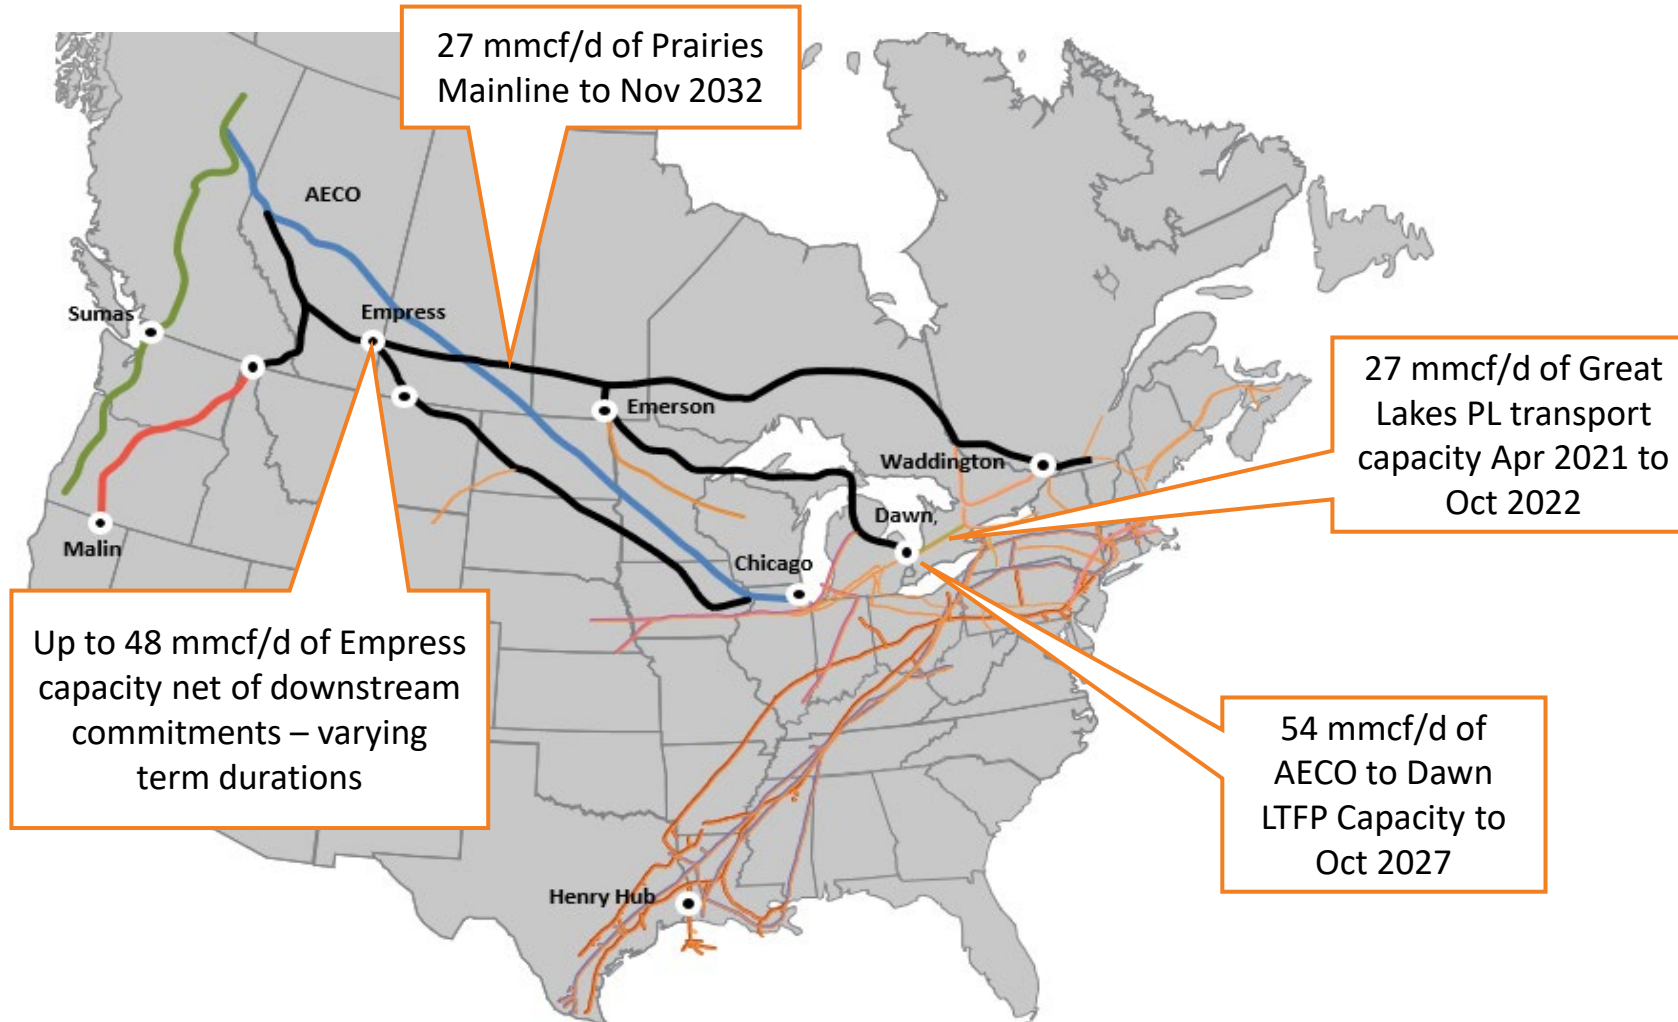 27 mmcf/d of Prairies
Mainline to Nov 2032
AECO
Sumas
Empress
Emerson
27 mmcf/d of Great
Lakes PL transport
capacity Apr 2021 to
Oct 2022
Waddington
Dawn,
Malin
Chicago
Up to 48 mmcf/d of Empress
capacity net of downstream
commitments – varying
term durations
54 mmcf/d of
AECO to Dawn
LTFP Capacity to
Oct 2027
Henry Hub